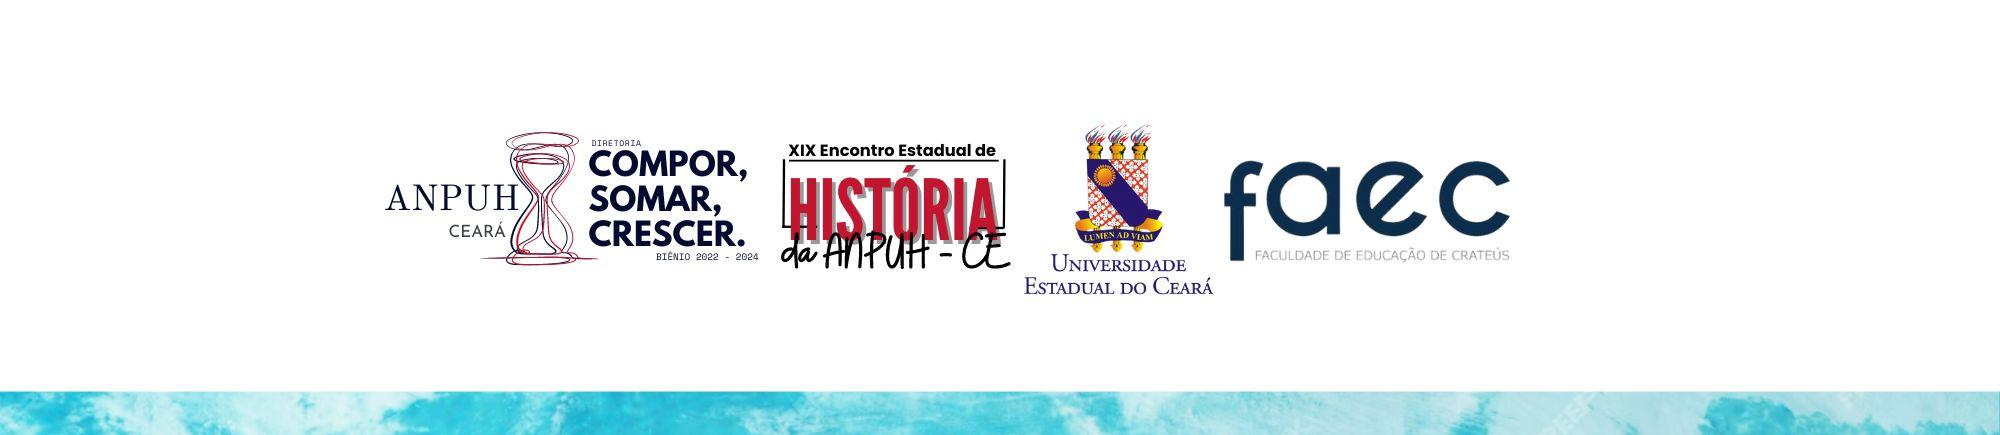 ANPUH
CEARÁ
DIRETORIA
COMPOR,
SOMAR,
CRESCER.
BIÊNIO 2022 - 2024
XIX Encontro Estadual de
HISTÓRIA
da ANPUH - CE
LUMEN AD VIAM
UNIVERSIDADE
ESTADUAL DO CEARÁ
faec
FACULDADE DE EDUCAÇÃO DE CRATEÚS